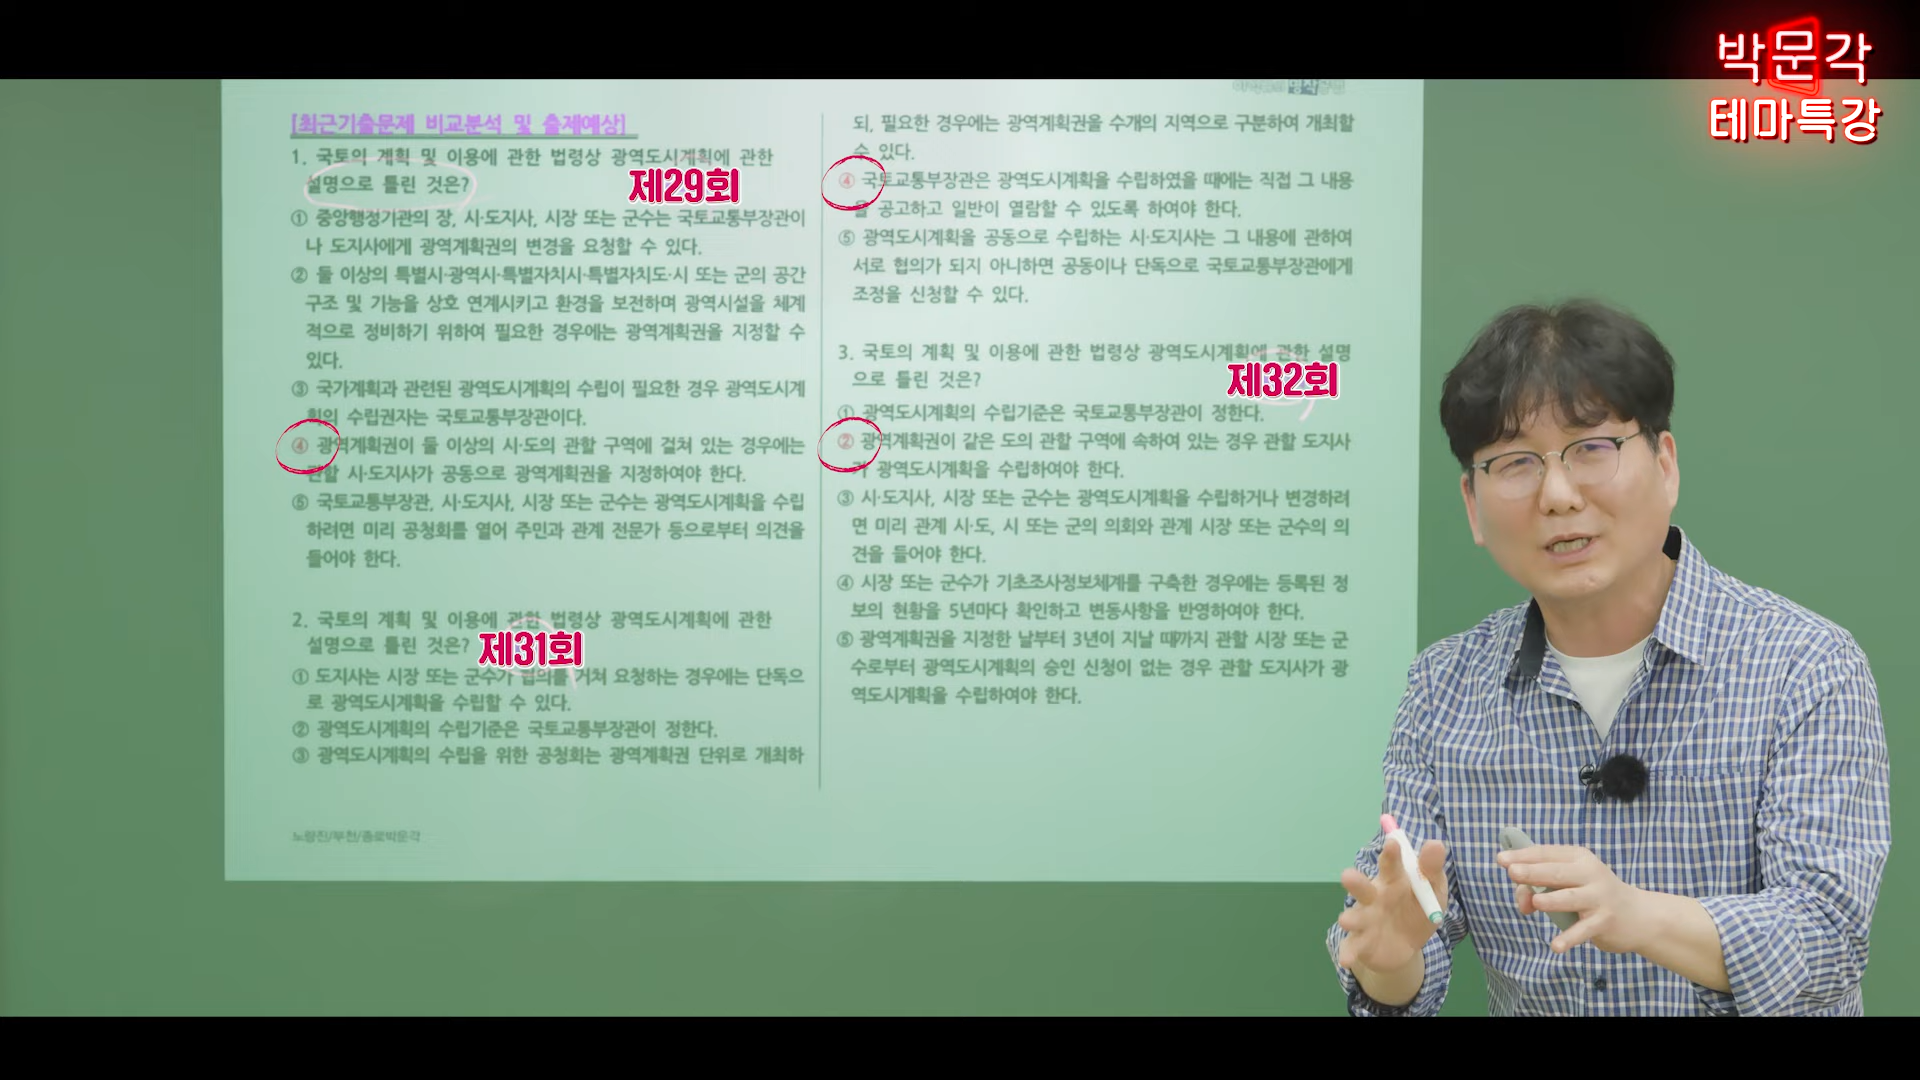 박문각
테마특강
[최근기출문제 비교분석 및 출제예상]
1. 국토의 계획 및 이용에 관한 법령상 광역도시계획에 관한
설명으로 틀린 것은?
제29회
① 중앙행정기관의 장, 시·도지사, 시장 또는 군수는 국토교통부장관이
나 도지사에게 광역계획권의 변경을 요청할 수 있다.
② 둘 이상의 특별시·광역시·특별자치시·특별자치도·시 또는 군의 공간
구조 및 기능을 상호 연계시키고 환경을 보전하며 광역시설을 체계
적으로 정비하기 위하여 필요한 경우에는 광역계획권을 지정할 수
있다.
③ 국가계획과 관련된 광역도시계획의 수립이 필요한 경우 광역도시계
획의 수립권자는 국토교통부장관이다.
④ 광역계획권이 둘 이상의 시·도의 관할 구역에 걸쳐 있는 경우에는
관할 시·도지사가 공동으로 광역계획권을 지정하여야 한다.
⑤ 국토교통부장관, 시·도지사, 시장 또는 군수는 광역도시계획을 수립
하려면 미리 공청회를 열어 주민과 관계 전문가 등으로부터 의견을
들어야 한다.
2. 국토의 계획 및 이용에 관한 법령상 광역도시계획에 관한
설명으로 틀린 것은?
제31회
① 도지사는 시장 또는 군수가 협의를 거쳐 요청하는 경우에는 단독으
로 광역도시계획을 수립할 수 있다.
② 광역도시계획의 수립기준은 국토교통부장관이 정한다.
③ 광역도시계획의 수립을 위한 공청회는 광역계획권 단위로 개최하
노량진/부천/종로박문각
되, 필요한 경우에는 광역계획권을 수개의 지역으로 구분하여 개최할
수 있다.
④ 국토교통부장관은 광역도시계획을 수립하였을 때에는 직접 그 내용
을 공고하고 일반이 열람할 수 있도록 하여야 한다.
⑤ 광역도시계획을 공동으로 수립하는 시·도지사는 그 내용에 관하여
서로 협의가 되지 아니하면 공동이나 단독으로 국토교통부장관에게
조정을 신청할 수 있다.
3. 국토의 계획 및 이용에 관한 법령상 광역도시계획에 관한 설명
으로 틀린 것은?
제32회
① 광역도시계획의 수립기준은 국토교통부장관이 정한다.
② 광역계획권이 같은 도의 관할 구역에 속하여 있는 경우 관할 도지사
가 광역도시계획을 수립하여야 한다.
③ 시·도지사, 시장 또는 군수는 광역도시계획을 수립하거나 변경하려
면 미리 관계 시·도, 시 또는 군의 의회와 관계 시장 또는 군수의 의
견을 들어야 한다.
④ 시장 또는 군수가 기초조사정보체계를 구축한 경우에는 등록된 정
보의 현황을 5년마다 확인하고 변동사항을 반영하여야 한다.
⑤ 광역계획권을 지정한 날부터 3년이 지날 때까지 관할 시장 또는 군
수로부터 광역도시계획의 승인 신청이 없는 경우 관할 도지사가 광
역도시계획을 수립하여야 한다.